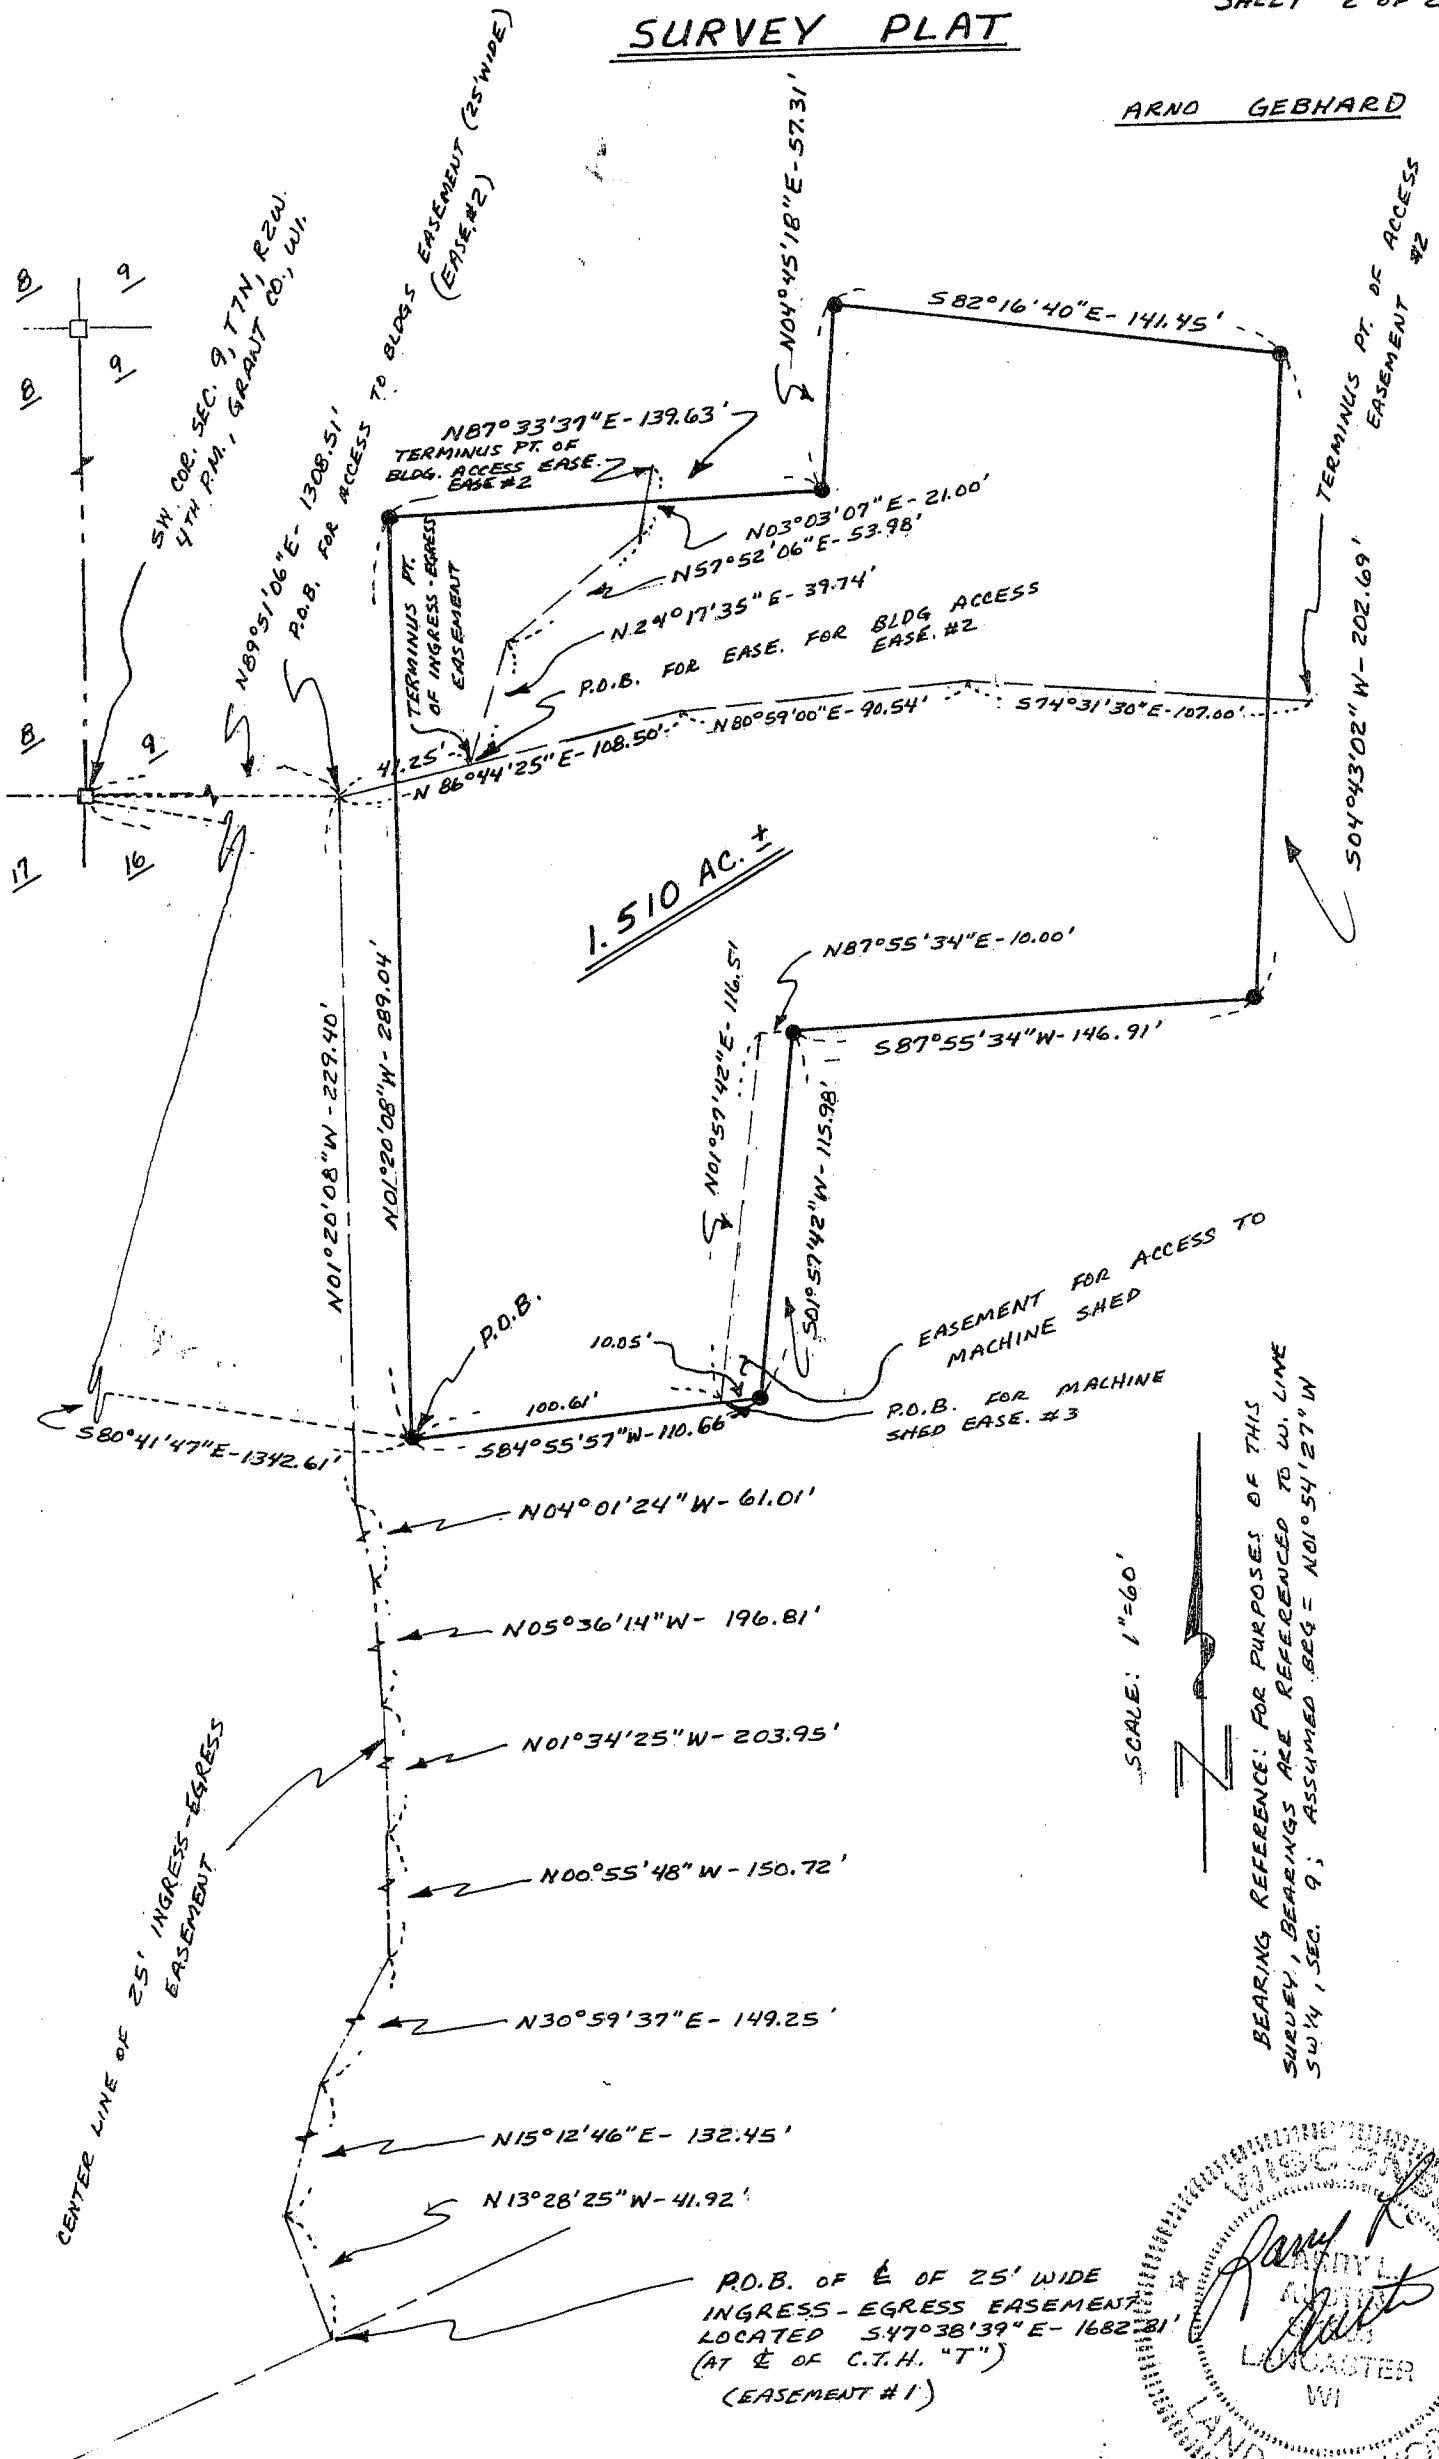 SHEET 2 OF 2
SURVEY PLAT
ARNO GEBHARD
8
9
8
9
8
9
17
16
SW. COR. SEC. 9, T7N, R2W.
4TH P.M., GRANT CO., WI.
N89°51'06"E- 1308.51'
P.O.B. FOR ACCESS TO BLDGS EASEMENT (25'WIDE)
(EASE.#2)
N04°45'18"E-57.31'
S82°16'40"E-141.45'
TERMINUS PT. OF ACCESS
EASEMENT #2
N87°33'37"E-139.63'
TERMINUS PT. OF
BLDG. ACCESS EASE.
EASE #2
TERMINUS PT.
OF INGRESS-EGRESS
EASEMENT
N03°03'07"E-21.00'
N57°52'06"E-53.98'
N29°17'35"E-39.74'
P.O.B. FOR EASE. FOR BLDG ACCESS
EASE.#2
41.25'
N 86°44'25"E-108.50'
N80°59'00"E-90.54'
S74°31'30"E-107.00'
S04°43'02"W-202.69'
1.510 AC. ±
N87°55'34"E-10.00'
S87°55'34"W-146.91'
N01°57'42"E-116.51
S01°57'42"W-115.98'
N01°20'08"W-229.40'
N01°20'08"W-289.04'
P.O.B.
10.05'
100.61'
S84°55'57"W-110.66
EASEMENT FOR ACCESS TO
MACHINE SHED
P.O.B. FOR MACHINE
SHED EASE. #3
S80°41'47"E-1342.61'
N04°01'24"W-61.01'
N05°36'14"W- 196.81'
N01°34'25"W-203.95'
N00°55'48"W-150.72'
N30°59'37"E-149.25'
N15°12'46"E- 132.45'
N13°28'25"W-41.92'
CENTER LINE OF 25' INGRESS-EGRESS
EASEMENT
SCALE: 1"=60'
BEARING REFERENCE: FOR PURPOSES OF THIS
SURVEY, BEARINGS ARE REFERENCED TO W. LINE
SW¼, SEC. 9; ASSUMED BRG = N01°54'27"W
P.O.B. OF ℄ OF 25' WIDE
INGRESS-EGRESS EASEMENT
LOCATED S47°38'39"E-1682.81'
(AT ℄ OF C.T.H. "T")
(EASEMENT #1)
WISCONS
LARRY L.
LANCASTER
WI
LAND